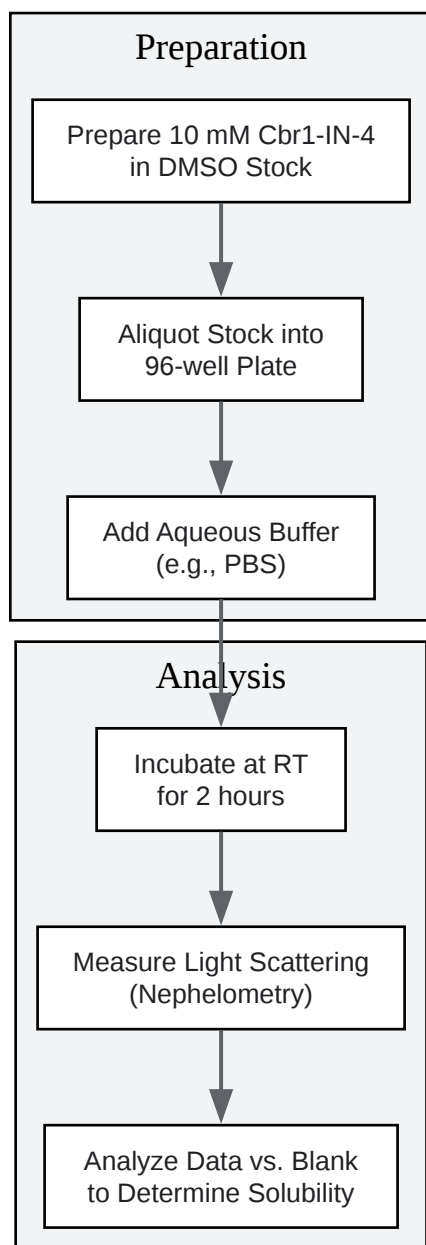 Preparation
Prepare 10 mM Cbr1-IN-4
in DMSO Stock
Aliquot Stock into
96-well Plate
Add Aqueous Buffer
(e.g., PBS)
Analysis
Incubate at RT
for 2 hours
Measure Light Scattering
(Nephelometry)
Analyze Data vs. Blank
to Determine Solubility